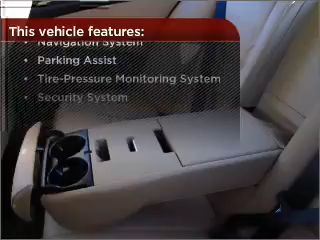 This vehicle features:
• Navigation System
• Parking Assist
• Tire-Pressure Monitoring System
• Security System